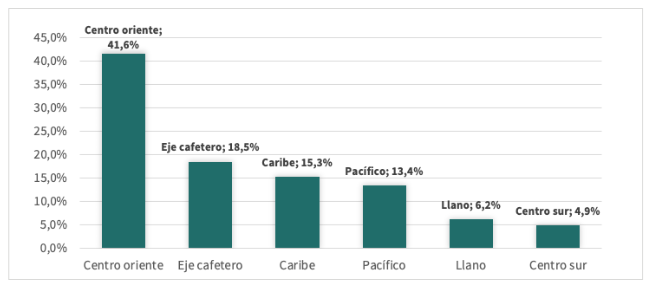 Centro oriente;
41,6%
45,0%
40,0%
35,0%
30,0%
25,0%
20,0%
15,0%
10,0%
5,0%
0,0%
Eje cafetero; 18,5%
Caribe; 15,3%
Pacífico; 13,4%
Llano; 6,2%
Centro sur; 4,9%
Centro oriente
Eje cafetero
Caribe
Pacífico
Llano
Centro sur